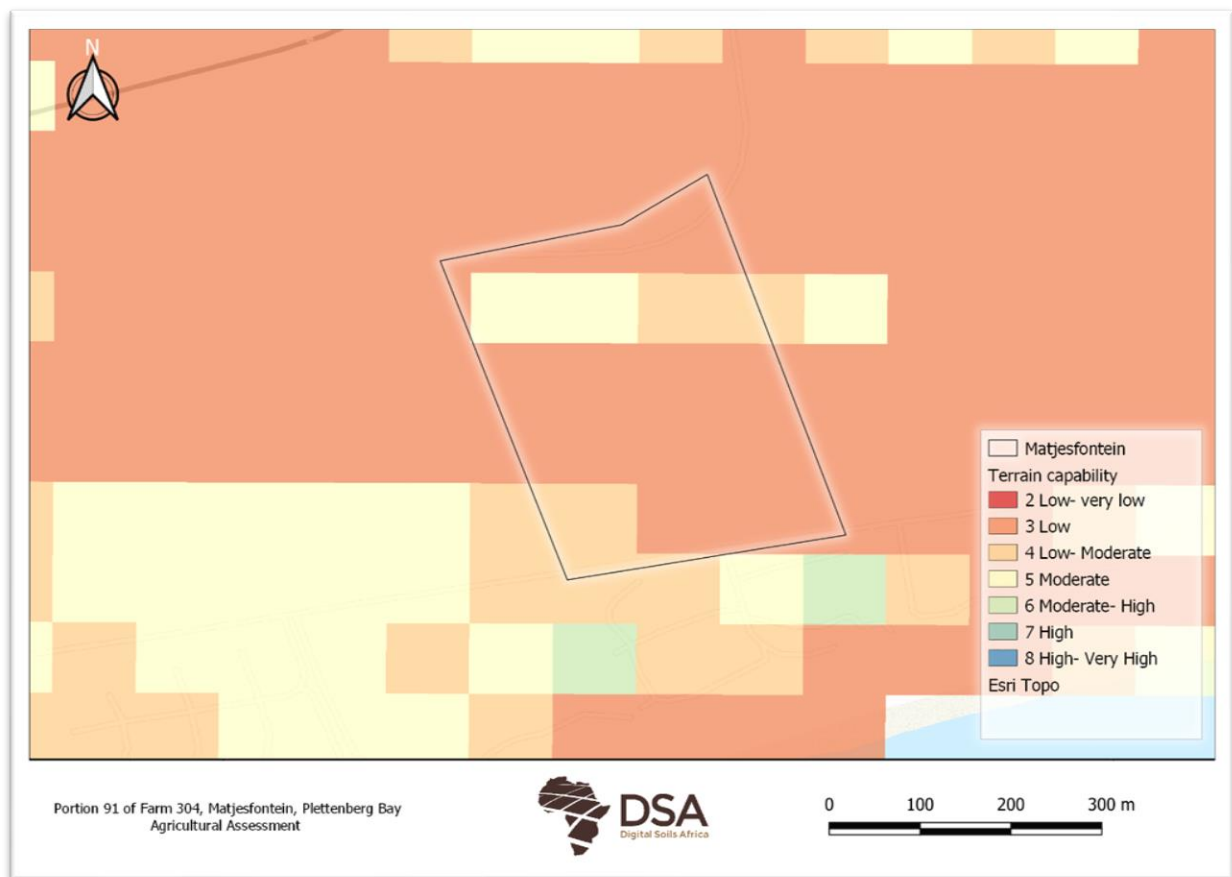 N
Matjesfontein
Terrain capability
2 Low- very low
3 Low
4 Low- Moderate
5 Moderate
6 Moderate- High
7 High
8 High- Very High
Esri Topo
Portion 91 of Farm 304, Matjesfontein, Plettenberg Bay
Agricultural Assessment
DSA
Digital Soils Africa
0 100 200 300 m